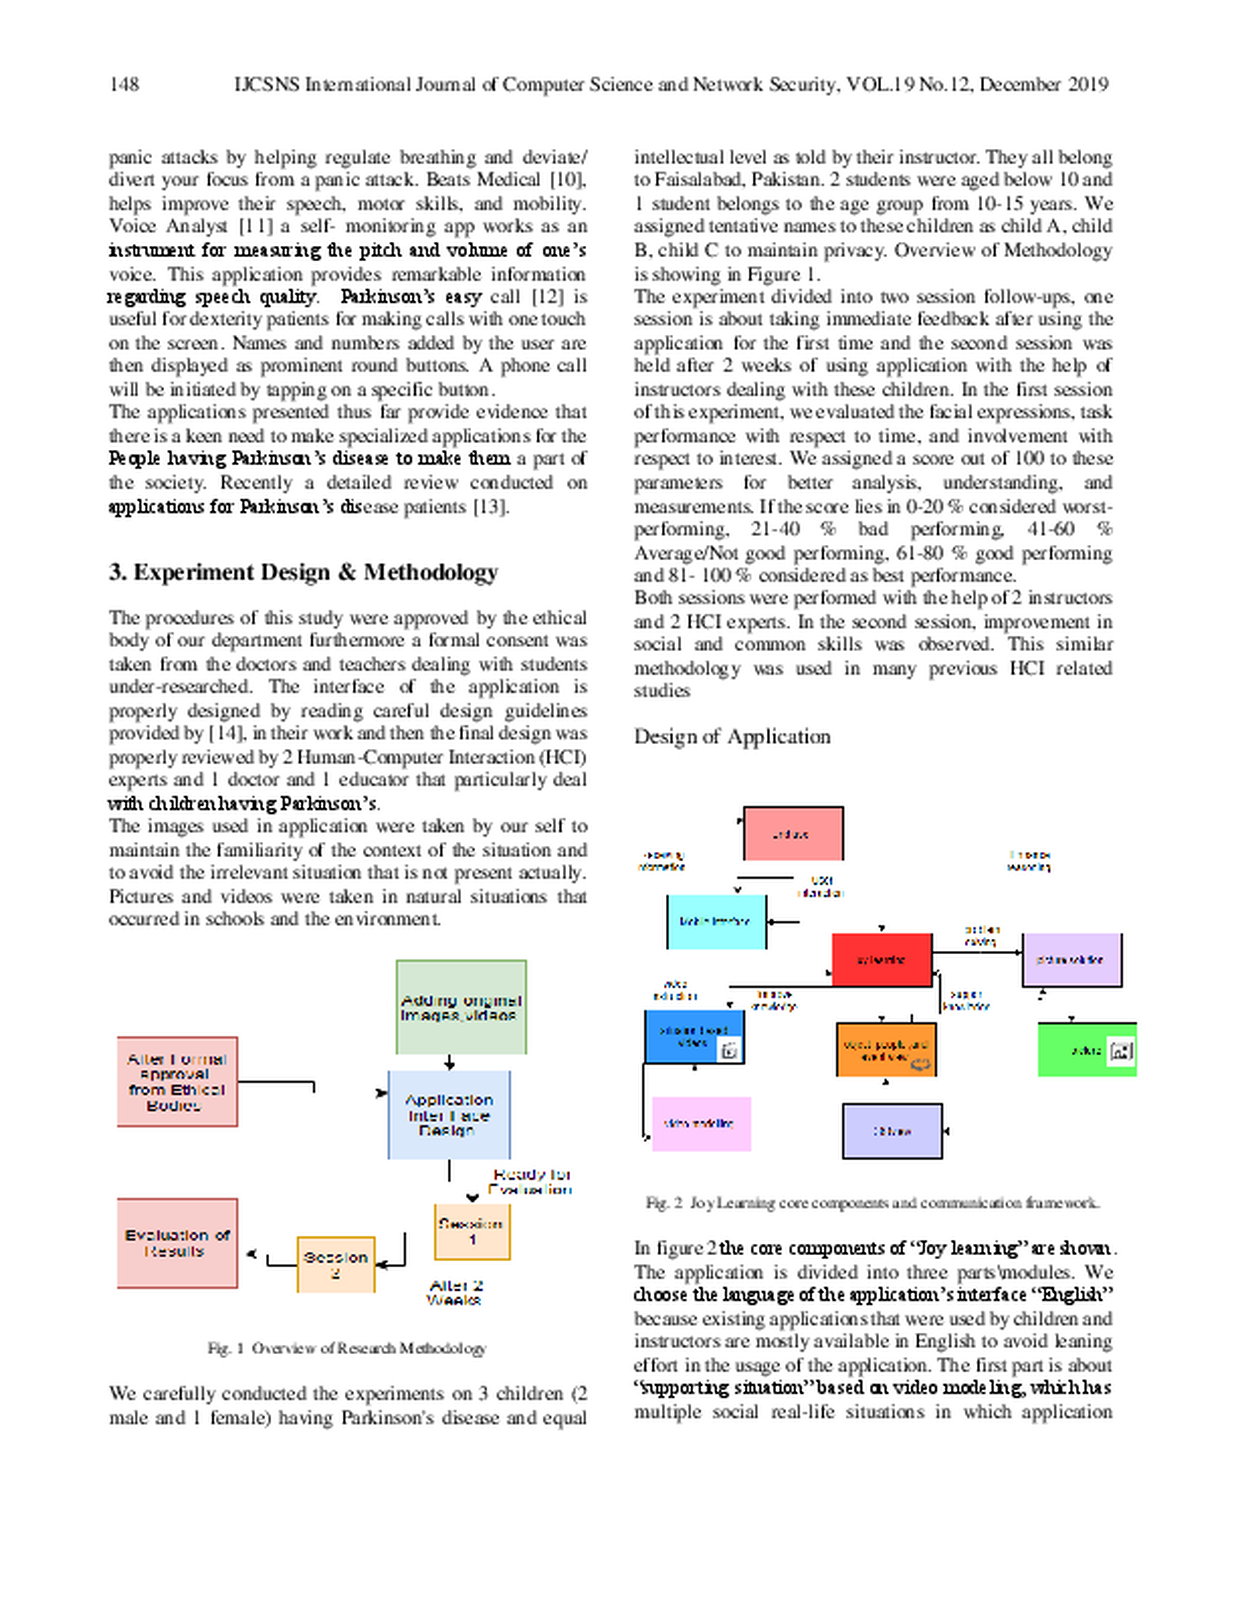 148 IJCSNS International Journal of Computer Science and Network Security, VOL.19 No.12, December 2019
panic attacks by helping regulate breathing and deviate/
divert your focus from a panic attack. Beats Medical [10],
helps improve their speech, motor skills, and mobility.
Voice Analyst [11] a self- monitoring app works as an
instrument for measuring the pitch and volume of one's
voice. This application provides remarkable information
regarding speech quality. Parkinson's easy call [12] is
useful for dexterity patients for making calls with one touch
on the screen. Names and numbers added by the user are
then displayed as prominent round buttons. A phone call
will be initiated by tapping on a specific button.
The applications presented thus far provide evidence that
there is a keen need to make specialized applications for the
People having Parkinson's disease to make them a part of
the society. Recently a detailed review conducted on
applications for Parkinson's disease patients [13].
3. Experiment Design & Methodology
The procedures of this study were approved by the ethical
body of our department furthermore a formal consent was
taken from the doctors and teachers dealing with students
under-researched. The interface of the application is
properly designed by reading careful design guidelines
provided by [14], in their work and then the final design was
properly reviewed by 2 Human-Computer Interaction (HCI)
experts and 1 doctor and 1 educator that particularly deal
with children having Parkinson's.
The images used in application were taken by our self to
maintain the familiarity of the context of the situation and
to avoid the irrelevant situation that is not present actually.
Pictures and videos were taken in natural situations that
occurred in schools and the environment.
Adding original
images,videos
After Formal
approval
from Ethical
Bodies
Application
Inter Face
Design
Ready for
Evaluation
Session
1
Evaluation of
Results
Session
2
After 2
Weeks
Fig. 1 Overview of Research Methodology
We carefully conducted the experiments on 3 children (2
male and 1 female) having Parkinson's disease and equal
intellectual level as told by their instructor. They all belong
to Faisalabad, Pakistan. 2 students were aged below 10 and
1 student belongs to the age group from 10-15 years. We
assigned tentative names to these children as child A, child
B, child C to maintain privacy. Overview of Methodology
is showing in Figure 1.
The experiment divided into two session follow-ups, one
session is about taking immediate feedback after using the
application for the first time and the second session was
held after 2 weeks of using application with the help of
instructors dealing with these children. In the first session
of this experiment, we evaluated the facial expressions, task
performance with respect to time, and involvement with
respect to interest. We assigned a score out of 100 to these
parameters for better analysis, understanding, and
measurements. If the score lies in 0-20 % considered worst-
performing, 21-40 % bad performing, 41-60 %
Average/Not good performing, 61-80 % good performing
and 81- 100 % considered as best performance.
Both sessions were performed with the help of 2 instructors
and 2 HCI experts. In the second session, improvement in
social and common skills was observed. This similar
methodology was used in many previous HCI related
studies
Design of Application
information
reasoning
User
interaction
Mobile Interface
problem
solving
joy learning
picture solution
video
improve
knowledge
support
situation based
videos
object, people, and
picture
video modeling
Fig. 2 Joy Learning core components and communication framework.
In figure 2 the core components of “Joy learning” are shown.
The application is divided into three parts\modules. We
choose the language of the application's interface “English”
because existing applications that were used by children and
instructors are mostly available in English to avoid leaning
effort in the usage of the application. The first part is about
“supporting situation” based on video modeling, which has
multiple social real-life situations in which application